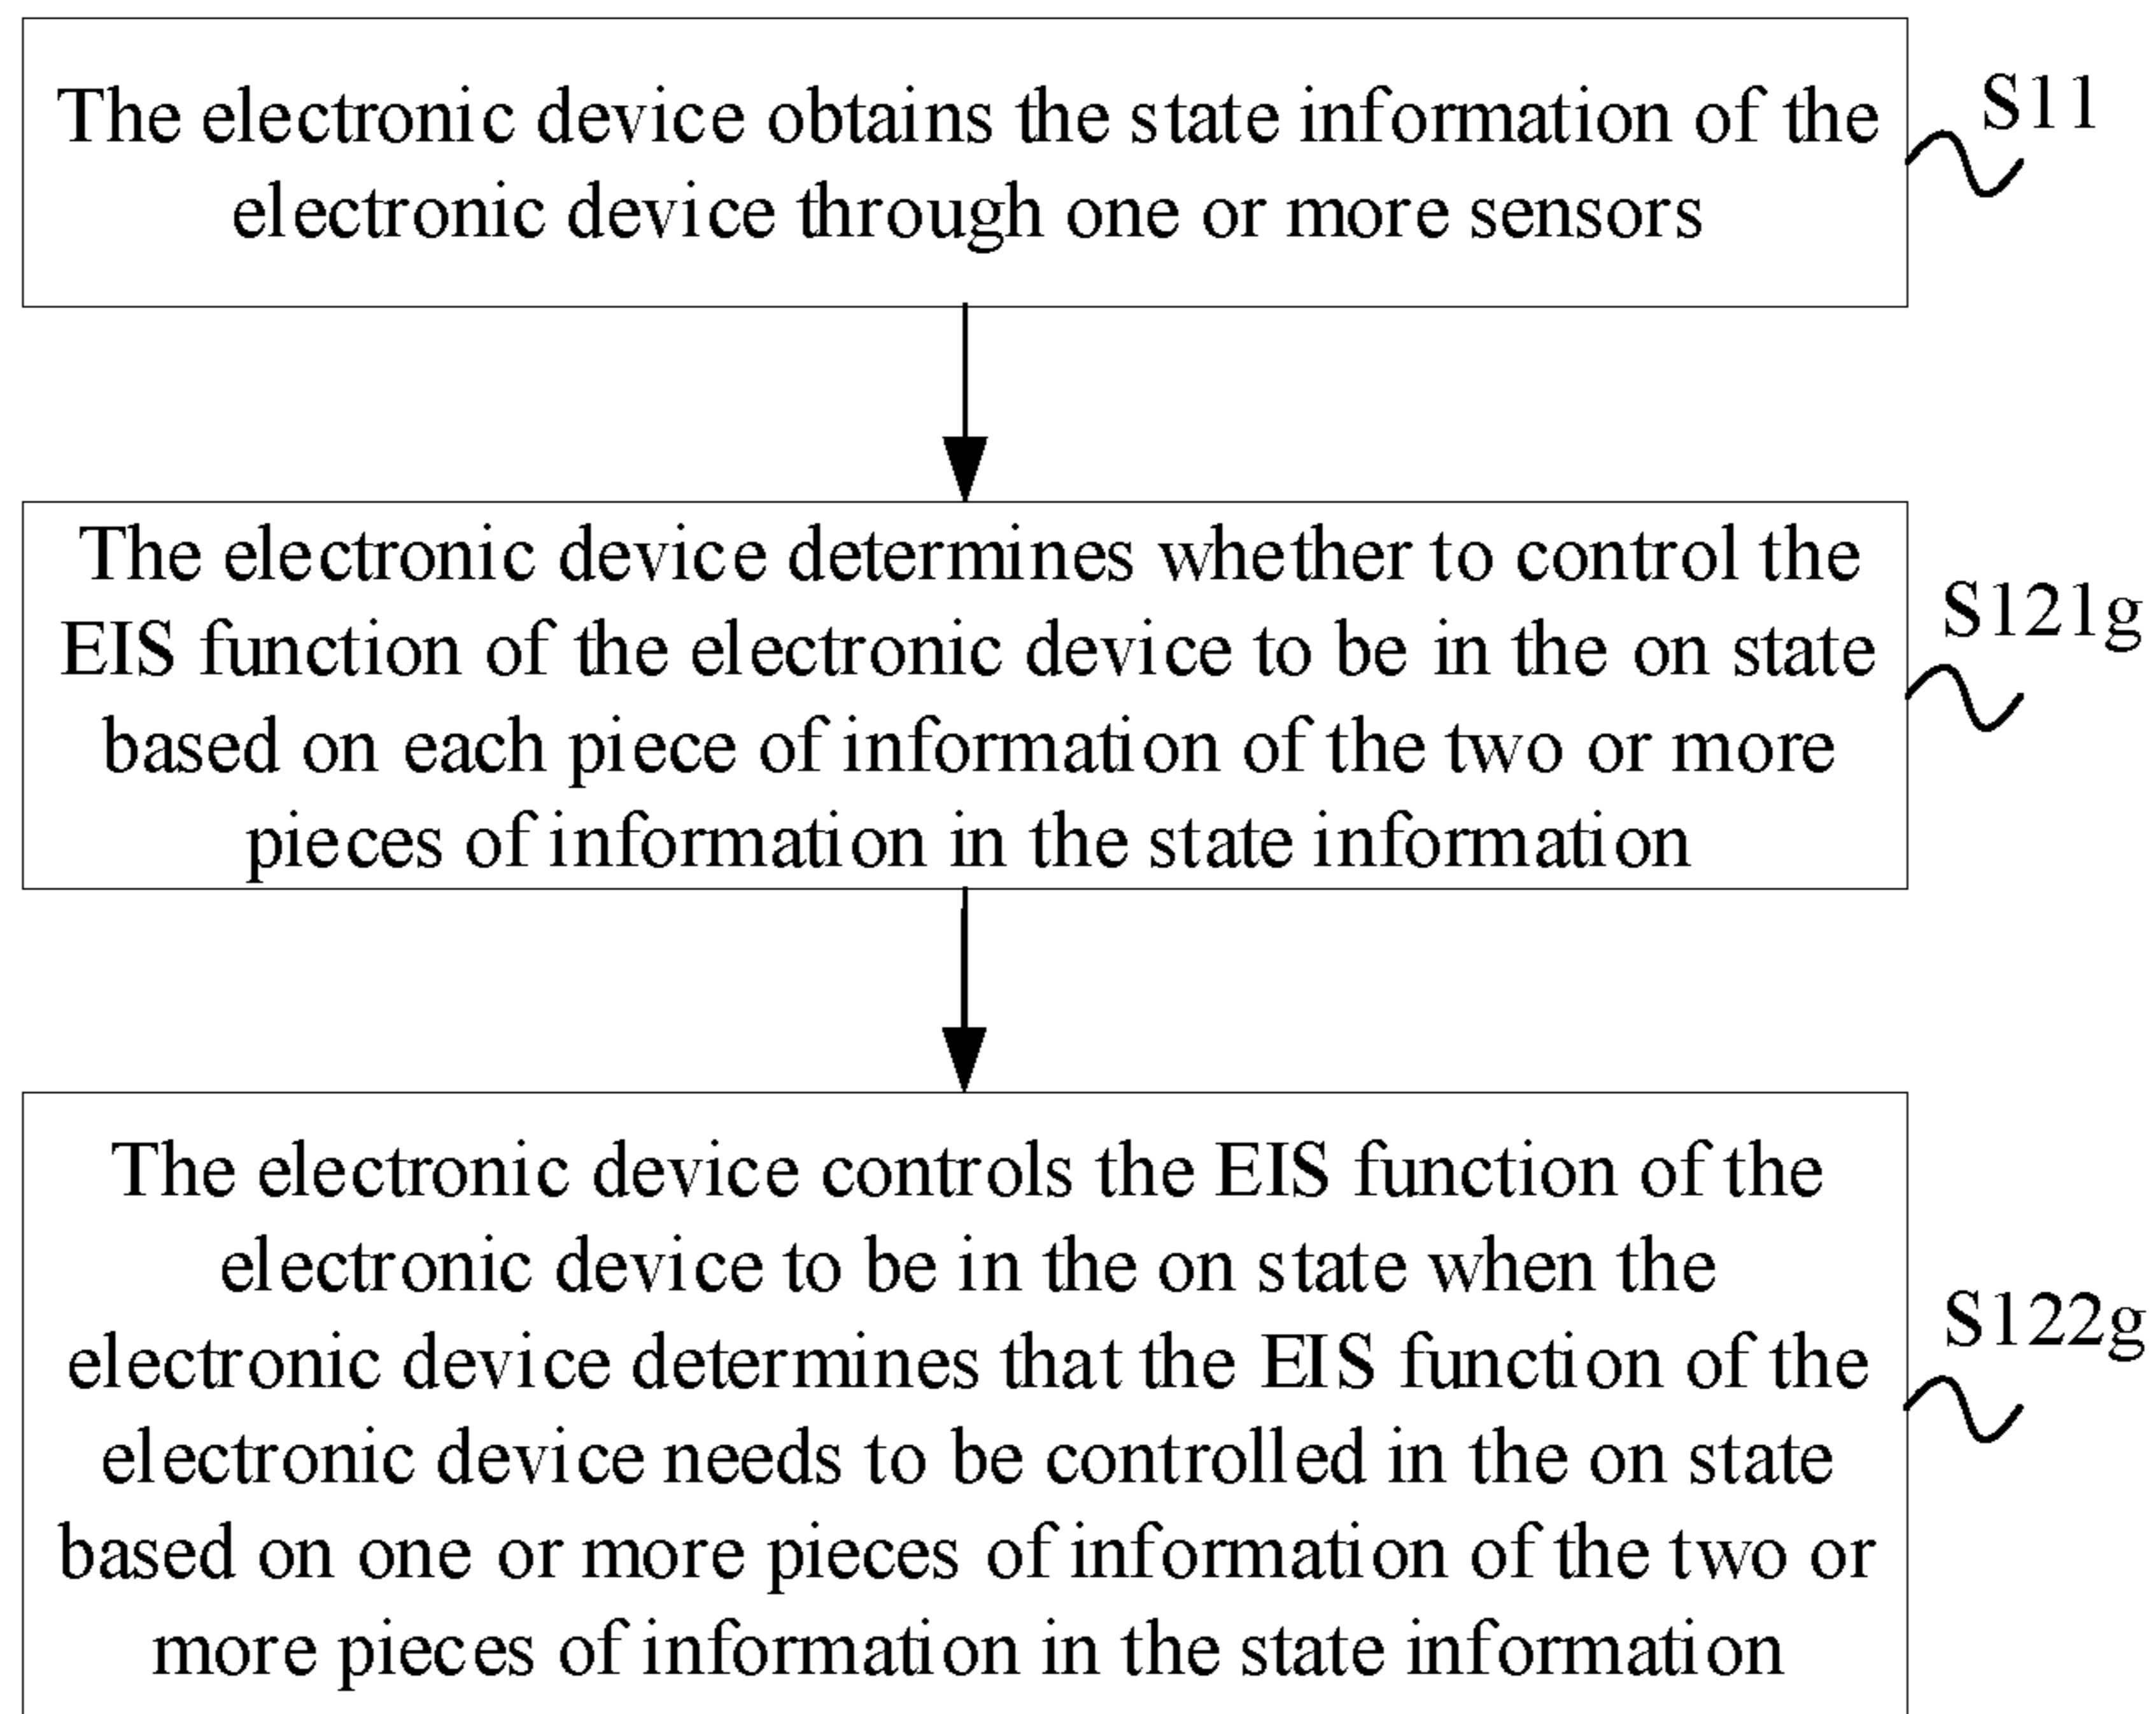 The electronic device obtains the state information of the
electronic device through one or more sensors
S11
The electronic device determines whether to control the
EIS function of the electronic device to be in the on state
based on each piece of information of the two or more
pieces of information in the state information
S121g
The electronic device controls the EIS function of the
electronic device to be in the on state when the
electronic device determines that the EIS function of the
electronic device needs to be controlled in the on state
based on one or more pieces of information of the two or
more pieces of information in the state information
S122g